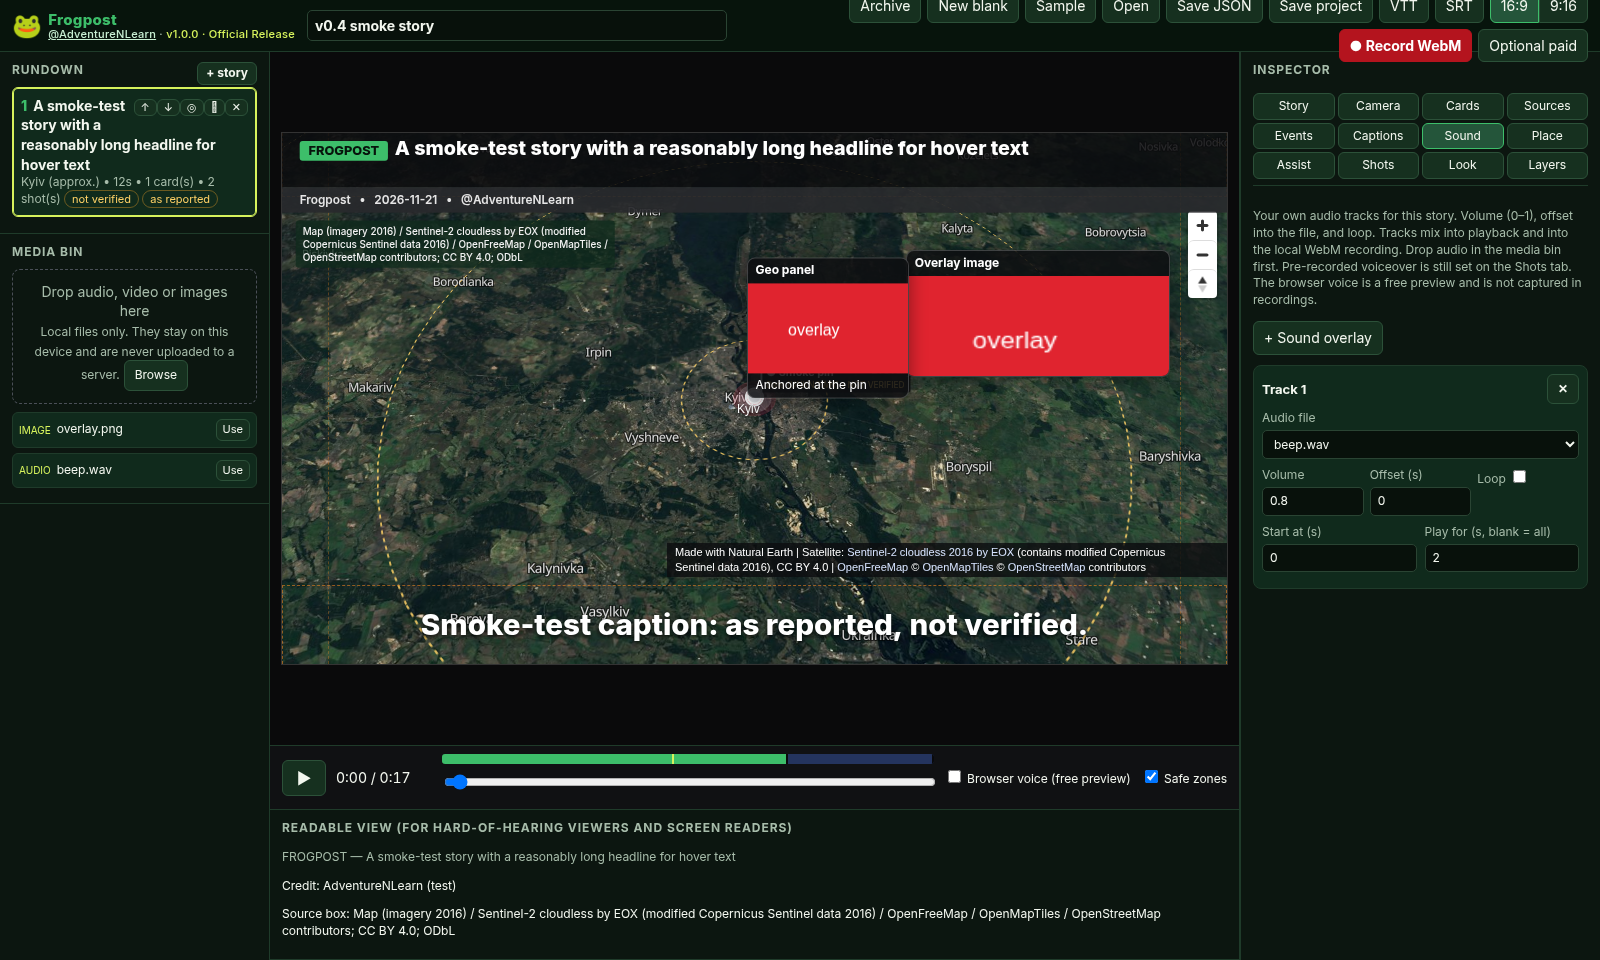 Frogpost
@AdventureNLearn · v1.0.0 · Official Release
v0.4 smoke story
Archive
New blank
Sample
Open
Save JSON
Save project
VTT
SRT
16:9
9:16
Record WebM
Optional paid
RUNDOWN
+ story
1 A smoke-test
story with a
reasonably long headline for
hover text
Kyiv (approx.) • 12s • 1 card(s) • 2
shot(s) not verified as reported
MEDIA BIN
Drop audio, video or images
here
Local files only. They stay on this
device and are never uploaded to a
server. Browse
IMAGE overlay.png Use
AUDIO beep.wav Use
FROGPOST A smoke-test story with a reasonably long headline for hover text
Nosivka
Frogpost • 2026-11-21 • @AdventureNLearn
Dymer
Map (imagery 2016) / Sentinel-2 cloudless by EOX (modified
Copernicus Sentinel data 2016) / OpenFreeMap / OpenMapTiles /
OpenStreetMap contributors; CC BY 4.0; ODbL
Kalyta
Bobrovytsia
Borodianka
Geo panel
overlay
Anchored at the pin
VERIFIED
Overlay image
overlay
Irpin
Makariv
Kyiv
Kyiv
Vyshneve
Boryspil
Baryshivka
Made with Natural Earth | Satellite: Sentinel-2 cloudless 2016 by EOX (contains modified Copernicus
Sentinel data 2016), CC BY 4.0 | OpenFreeMap © OpenMapTiles © OpenStreetMap contributors
Kalynivka
Vasylkiv
Ukrainka
Stare
Smoke-test caption: as reported, not verified.
0:00 / 0:17
Browser voice (free preview)
Safe zones
READABLE VIEW (FOR HARD-OF-HEARING VIEWERS AND SCREEN READERS)
FROGPOST — A smoke-test story with a reasonably long headline for hover text
Credit: AdventureNLearn (test)
Source box: Map (imagery 2016) / Sentinel-2 cloudless by EOX (modified Copernicus Sentinel data 2016) / OpenFreeMap / OpenMapTiles / OpenStreetMap
contributors; CC BY 4.0; ODbL
INSPECTOR
Story
Camera
Cards
Sources
Events
Captions
Sound
Place
Assist
Shots
Look
Layers
Your own audio tracks for this story. Volume (0–1), offset
into the file, and loop. Tracks mix into playback and into
the local WebM recording. Drop audio in the media bin
first. Pre-recorded voiceover is still set on the Shots tab.
The browser voice is a free preview and is not captured in
recordings.
+ Sound overlay
Track 1
Audio file
beep.wav
Volume
Offset (s)
Loop
0.8
0
Start at (s)
Play for (s, blank = all)
0
2